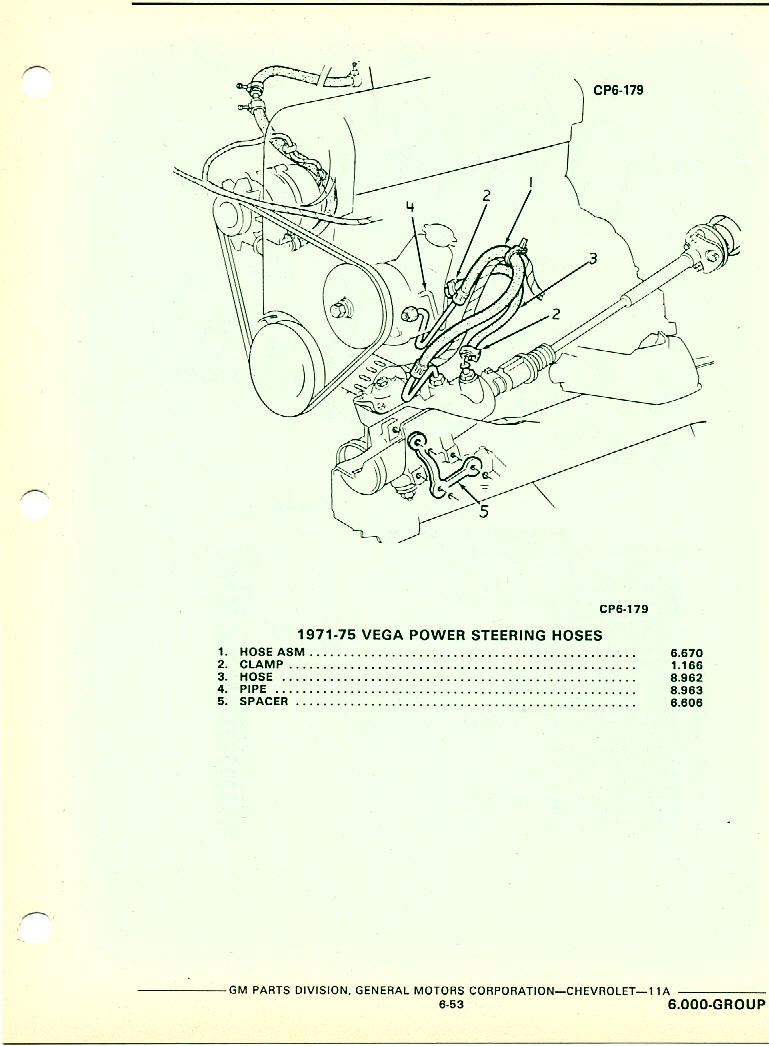 CP6-179
1
2
4
3
2
5
CP6-179
1971-75 VEGA POWER STEERING HOSES
1. HOSE ASM ................................................ 6.670
2. CLAMP ................................................... 1.166
3. HOSE .................................................... 8.962
4. PIPE ..................................................... 8.963
5. SPACER .................................................. 6.606
GM PARTS DIVISION, GENERAL MOTORS CORPORATION—CHEVROLET—11A
6-53
6.000-GROUP